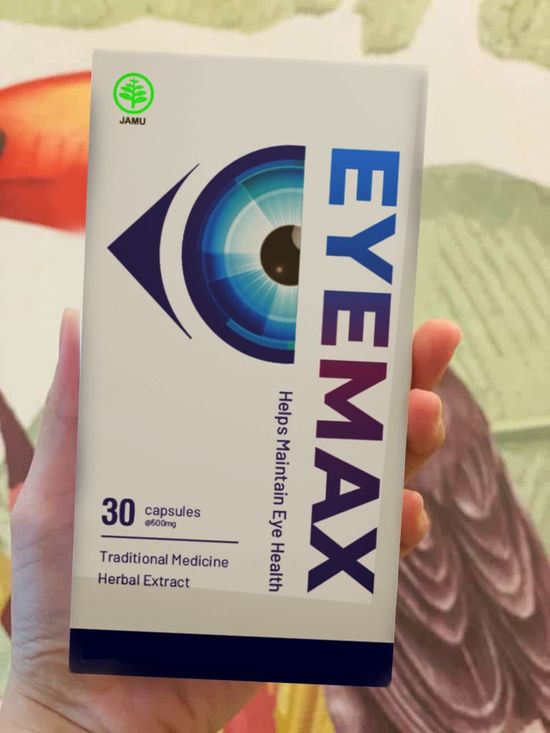 JAMU
EYEMAX
Helps Maintain Eye Health
30 capsules
@500mg
Traditional Medicine
Herbal Extract